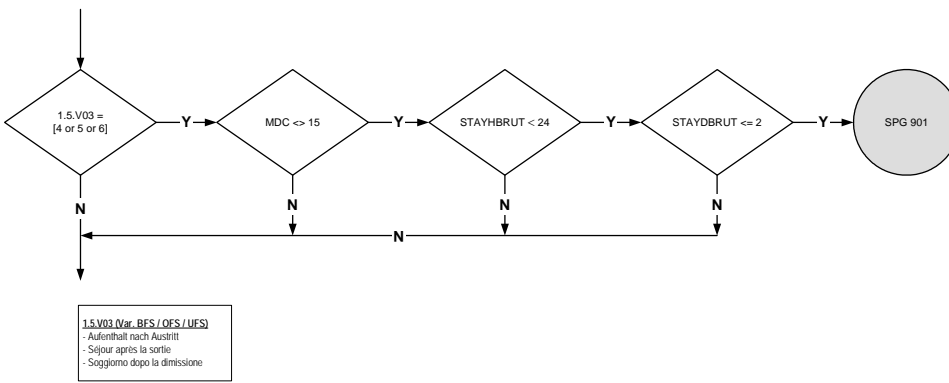 1.5.V03 =
[4 or 5 or 6]
Y
MDC <> 15
Y
STAYHBRUT < 24
Y
STAYDBRUT <= 2
Y
SPG 901
N
N
N
N
N
1.5.V03 (Var. BFS / OFS / UFS)
- Aufenthalt nach Austritt
- Séjour après la sortie
- Soggiorno dopo la dimissione